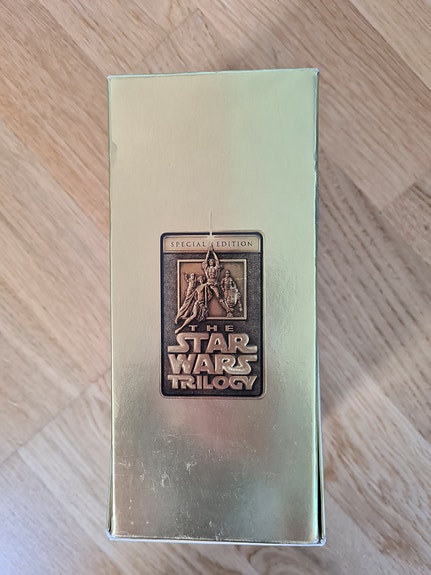 SPECIAL EDITION
THE
STAR
WARS
TRILOGY